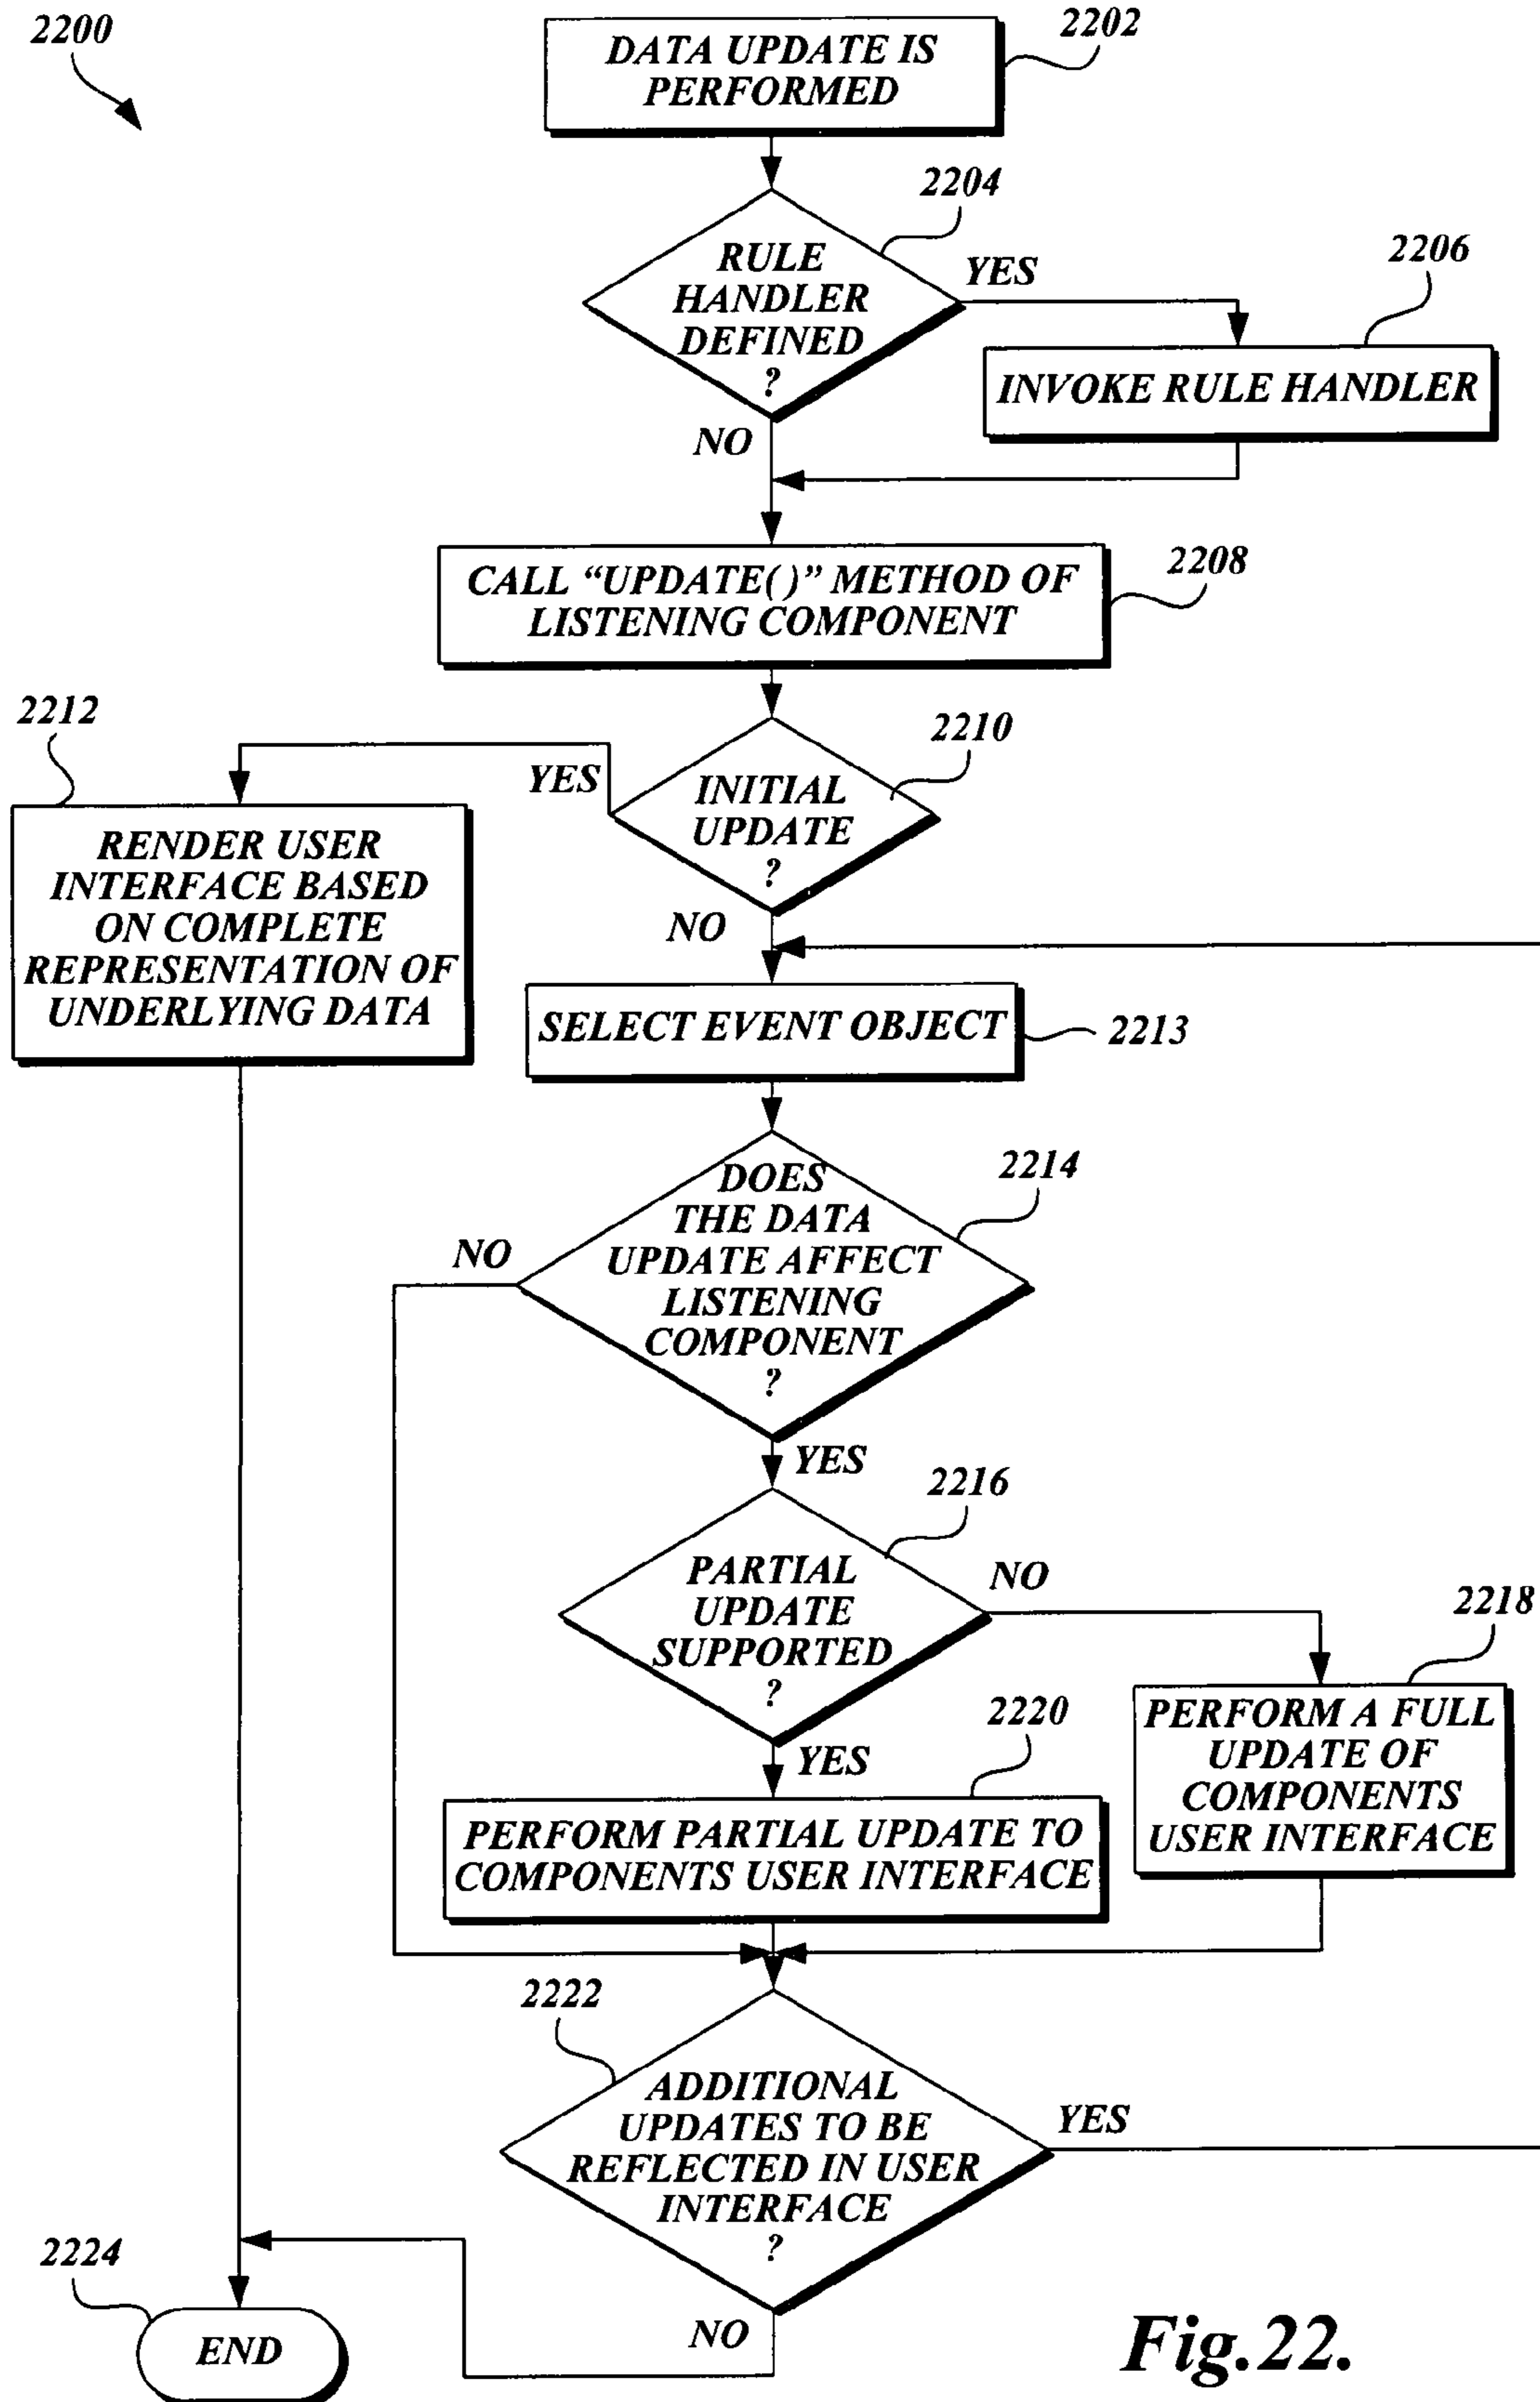 2200
2202
DATA UPDATE IS
PERFORMED
2204
RULE
HANDLER
DEFINED
?
YES
2206
INVOKE RULE HANDLER
NO
CALL "UPDATE( )" METHOD OF
LISTENING COMPONENT
2208
2212
2210
YES
INITIAL
UPDATE
?
RENDER USER
INTERFACE BASED
ON COMPLETE
REPRESENTATION OF
UNDERLYING DATA
NO
SELECT EVENT OBJECT
2213
DOES
THE DATA
UPDATE AFFECT
LISTENING
COMPONENT
?
2214
NO
YES
2216
PARTIAL
UPDATE
SUPPORTED
?
NO
2218
PERFORM A FULL
UPDATE OF
COMPONENTS
USER INTERFACE
YES
2220
PERFORM PARTIAL UPDATE TO
COMPONENTS USER INTERFACE
2222
ADDITIONAL
UPDATES TO BE
REFLECTED IN USER
INTERFACE
?
YES
NO
2224
END
Fig.22.